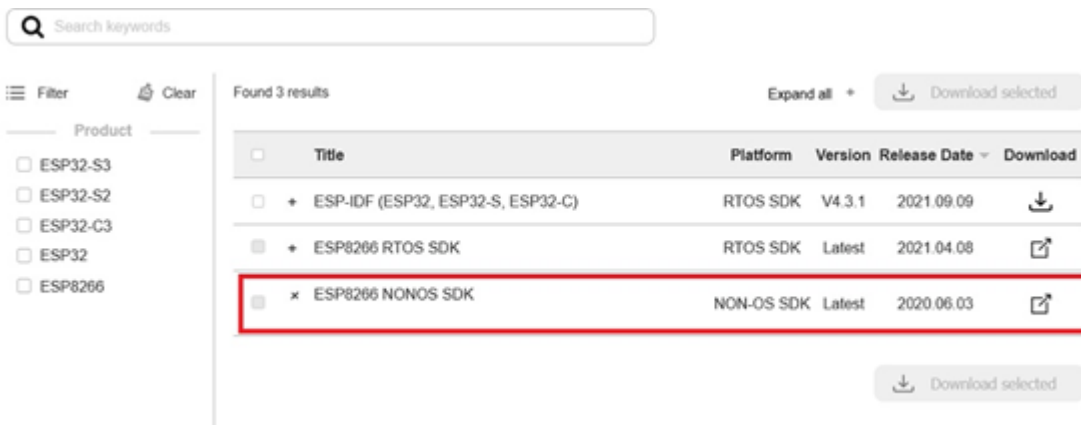 Search keywords
Filter Clear
Product
ESP32-S3
ESP32-S2
ESP32-C3
ESP32
ESP8266
Found 3 results Expand all + Download selected
Title Platform Version Release Date Download
+ ESP-IDF (ESP32, ESP32-S, ESP32-C) RTOS SDK V4.3.1 2021.09.09
+ ESP8266 RTOS SDK RTOS SDK Latest 2021.04.08
× ESP8266 NONOS SDK NON-OS SDK Latest 2020.06.03
Download selected